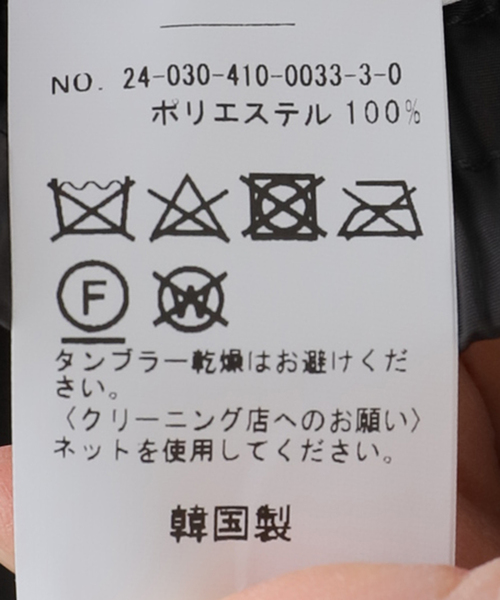 NO. 24-030-410-0033-3-0
ポリエステル 100%
F W
タンブラー乾燥はお避けくだ
さい。
〈クリーニング店へのお願い〉
ネットを使用してください。
韓国製